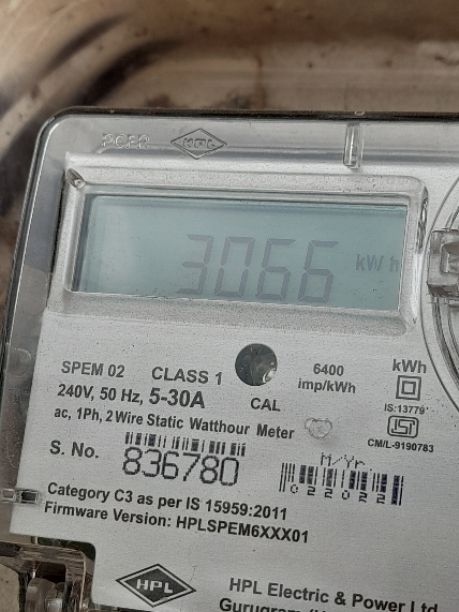 HPL
3066 kWh
SPEM 02 CLASS 1 6400 imp/kWh kWh
240V, 50 Hz, 5-30A CAL IS:13779
ac, 1Ph, 2 Wire Static Watthour Meter CM/L-9190783
S. No. 836780 M/Yr.
022022
Category C3 as per IS 15959:2011
Firmware Version: HPLSPEM6XXX01
HPL HPL Electric & Power Ltd